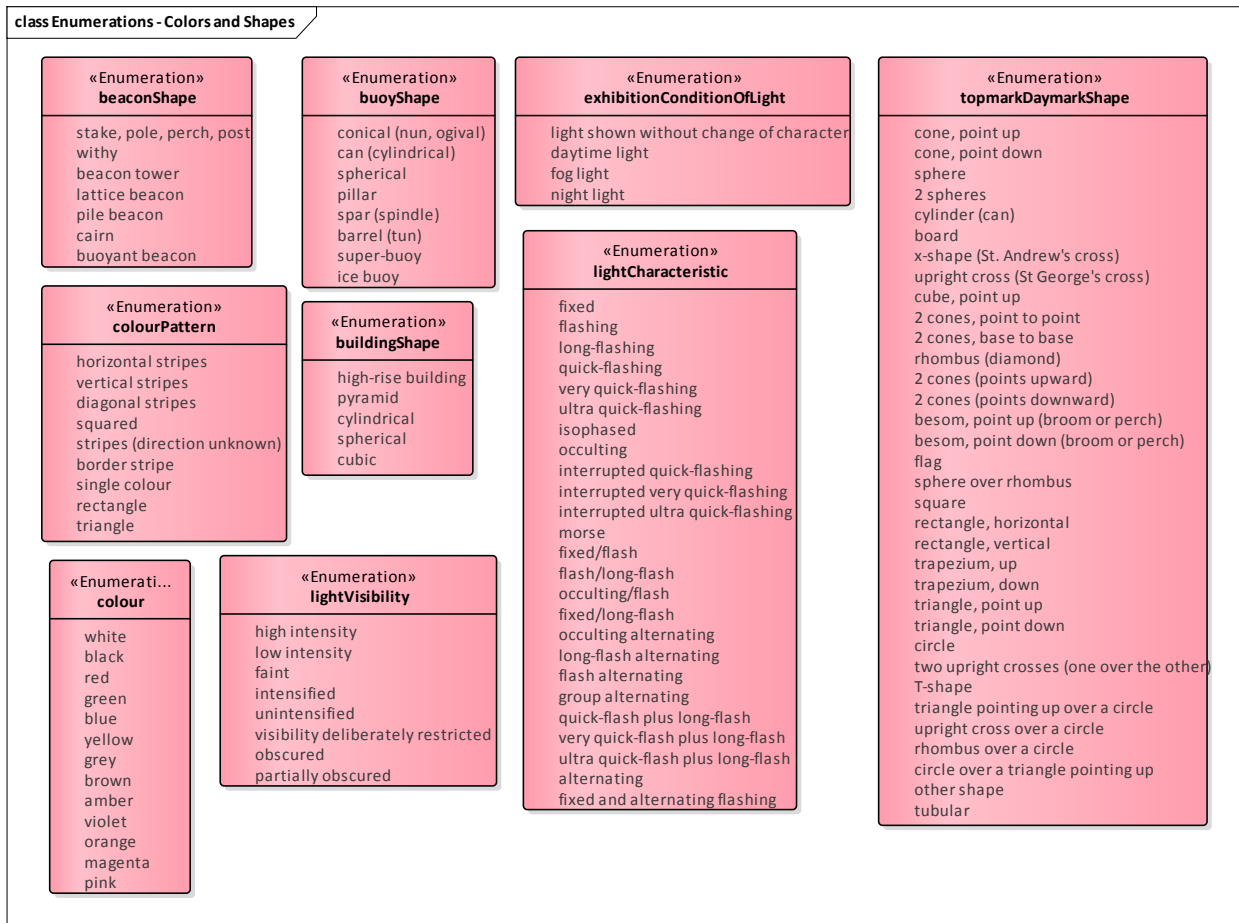 class Enumerations - Colors and Shapes
«Enumeration»
beaconShape
stake, pole, perch, post
withy
beacon tower
lattice beacon
pile beacon
cairn
buoyant beacon
«Enumeration»
buoyShape
conical (nun, ogival)
can (cylindrical)
spherical
pillar
spar (spindle)
barrel (tun)
super-buoy
ice buoy
«Enumeration»
exhibitionConditionOfLight
light shown without change of character
daytime light
fog light
night light
«Enumeration»
topmarkDaymarkShape
cone, point up
cone, point down
sphere
2 spheres
cylinder (can)
board
x-shape (St. Andrew's cross)
upright cross (St George's cross)
cube, point up
2 cones, point to point
2 cones, base to base
rhombus (diamond)
2 cones (points upward)
2 cones (points downward)
besom, point up (broom or perch)
besom, point down (broom or perch)
flag
sphere over rhombus
square
rectangle, horizontal
rectangle, vertical
trapezium, up
trapezium, down
triangle, point up
triangle, point down
circle
two upright crosses (one over the other)
T-shape
triangle pointing up over a circle
upright cross over a circle
rhombus over a circle
circle over a triangle pointing up
other shape
tubular
«Enumeration»
colourPattern
horizontal stripes
vertical stripes
diagonal stripes
squared
stripes (direction unknown)
border stripe
single colour
rectangle
triangle
«Enumeration»
buildingShape
high-rise building
pyramid
cylindrical
spherical
cubic
«Enumeration»
lightCharacteristic
fixed
flashing
long-flashing
quick-flashing
very quick-flashing
ultra quick-flashing
isophased
occulting
interrupted quick-flashing
interrupted very quick-flashing
interrupted ultra quick-flashing
morse
fixed/flash
flash/long-flash
occulting/flash
fixed/long-flash
occulting alternating
long-flash alternating
flash alternating
group alternating
quick-flash plus long-flash
very quick-flash plus long-flash
ultra quick-flash plus long-flash
alternating
fixed and alternating flashing
«Enumerati...
colour
white
black
red
green
blue
yellow
grey
brown
amber
violet
orange
magenta
pink
«Enumeration»
lightVisibility
high intensity
low intensity
faint
intensified
unintensified
visibility deliberately restricted
obscured
partially obscured